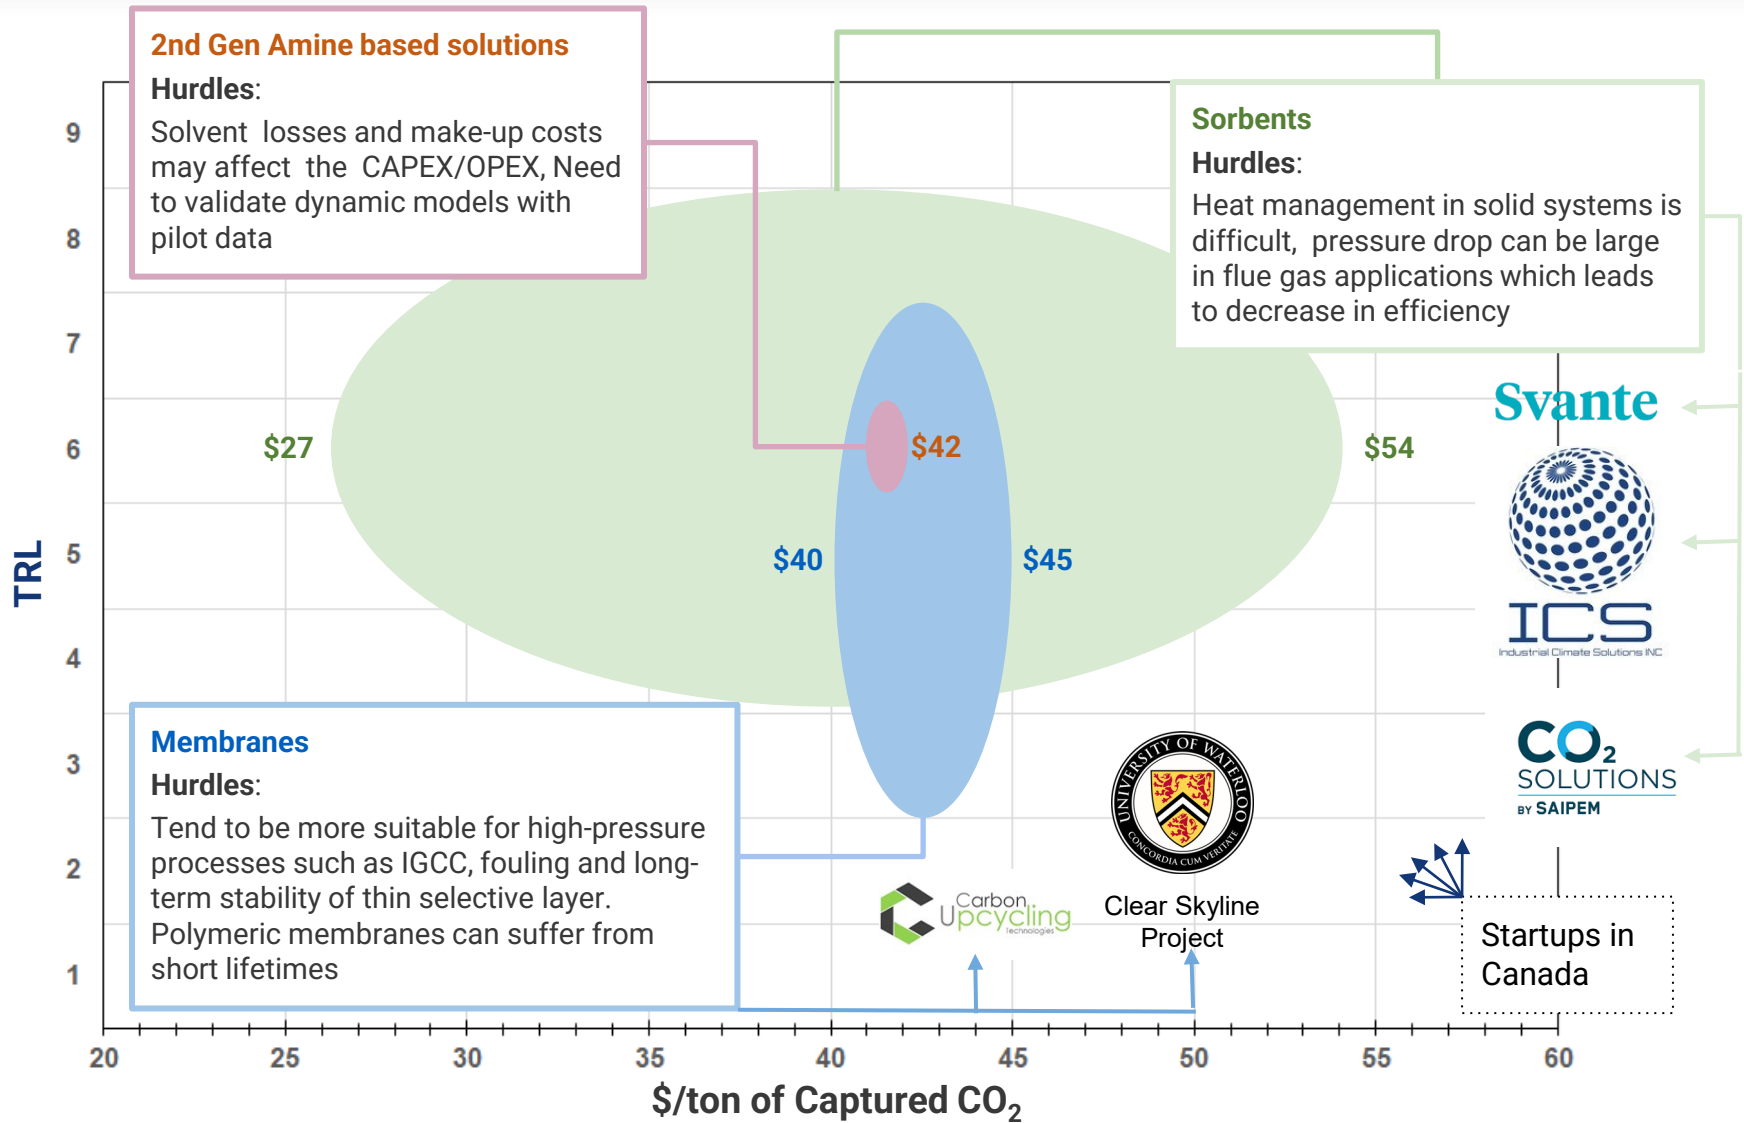 2nd Gen Amine based solutions
Hurdles:
Solvent losses and make-up costs
may affect the CAPEX/OPEX, Need
to validate dynamic models with
pilot data
Sorbents
Hurdles:
Heat management in solid systems is
difficult, pressure drop can be large
in flue gas applications which leads
to decrease in efficiency
9
8
7
6
5
4
3
2
1
TRL
$27
$42
$54
$40
$45
Svante
ICS
Industrial Climate Solutions INC
CO2
SOLUTIONS
BY SAIPEM
Membranes
Hurdles:
Tend to be more suitable for high-pressure
processes such as IGCC, fouling and long-
term stability of thin selective layer.
Polymeric membranes can suffer from
short lifetimes
Carbon
Upcycling
Technologies
UNIVERSITY OF WATERLOO
CONCORDIA CUM VERITATE
Clear Skyline
Project
Startups in
Canada
20 25 30 35 40 45 50 55 60
$/ton of Captured CO2